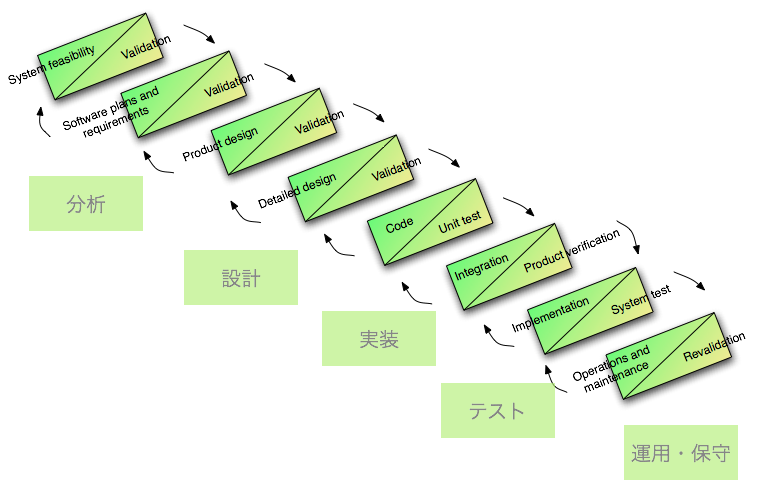 System feasibility
Validation
Software plans and
requirements
Validation
Product design
Validation
Detailed design
Validation
分析
Code
Unit test
設計
Integration
Product verification
実装
Implementation
System test
テスト
Operations and
maintenance
Revalidation
運用・保守